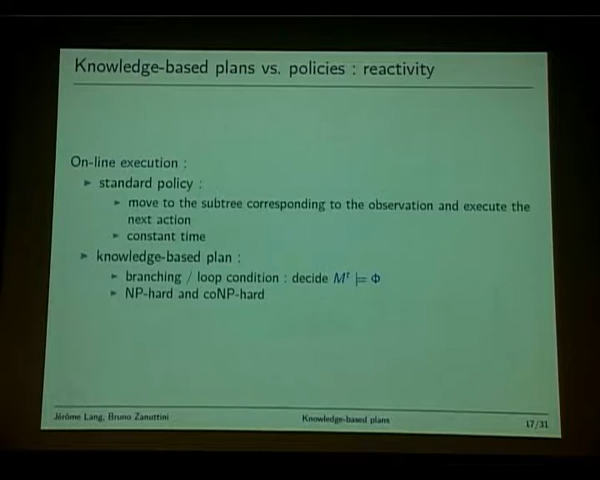 Knowledge-based plans vs. policies : reactivity
On-line execution :
► standard policy :
► move to the subtree corresponding to the observation and execute the
next action
► constant time
► knowledge-based plan :
► branching / loop condition : decide Mᵗ ⊨ Φ
► NP-hard and coNP-hard
Jérôme Lang, Bruno Zanuttini
Knowledge-based plans
17/31